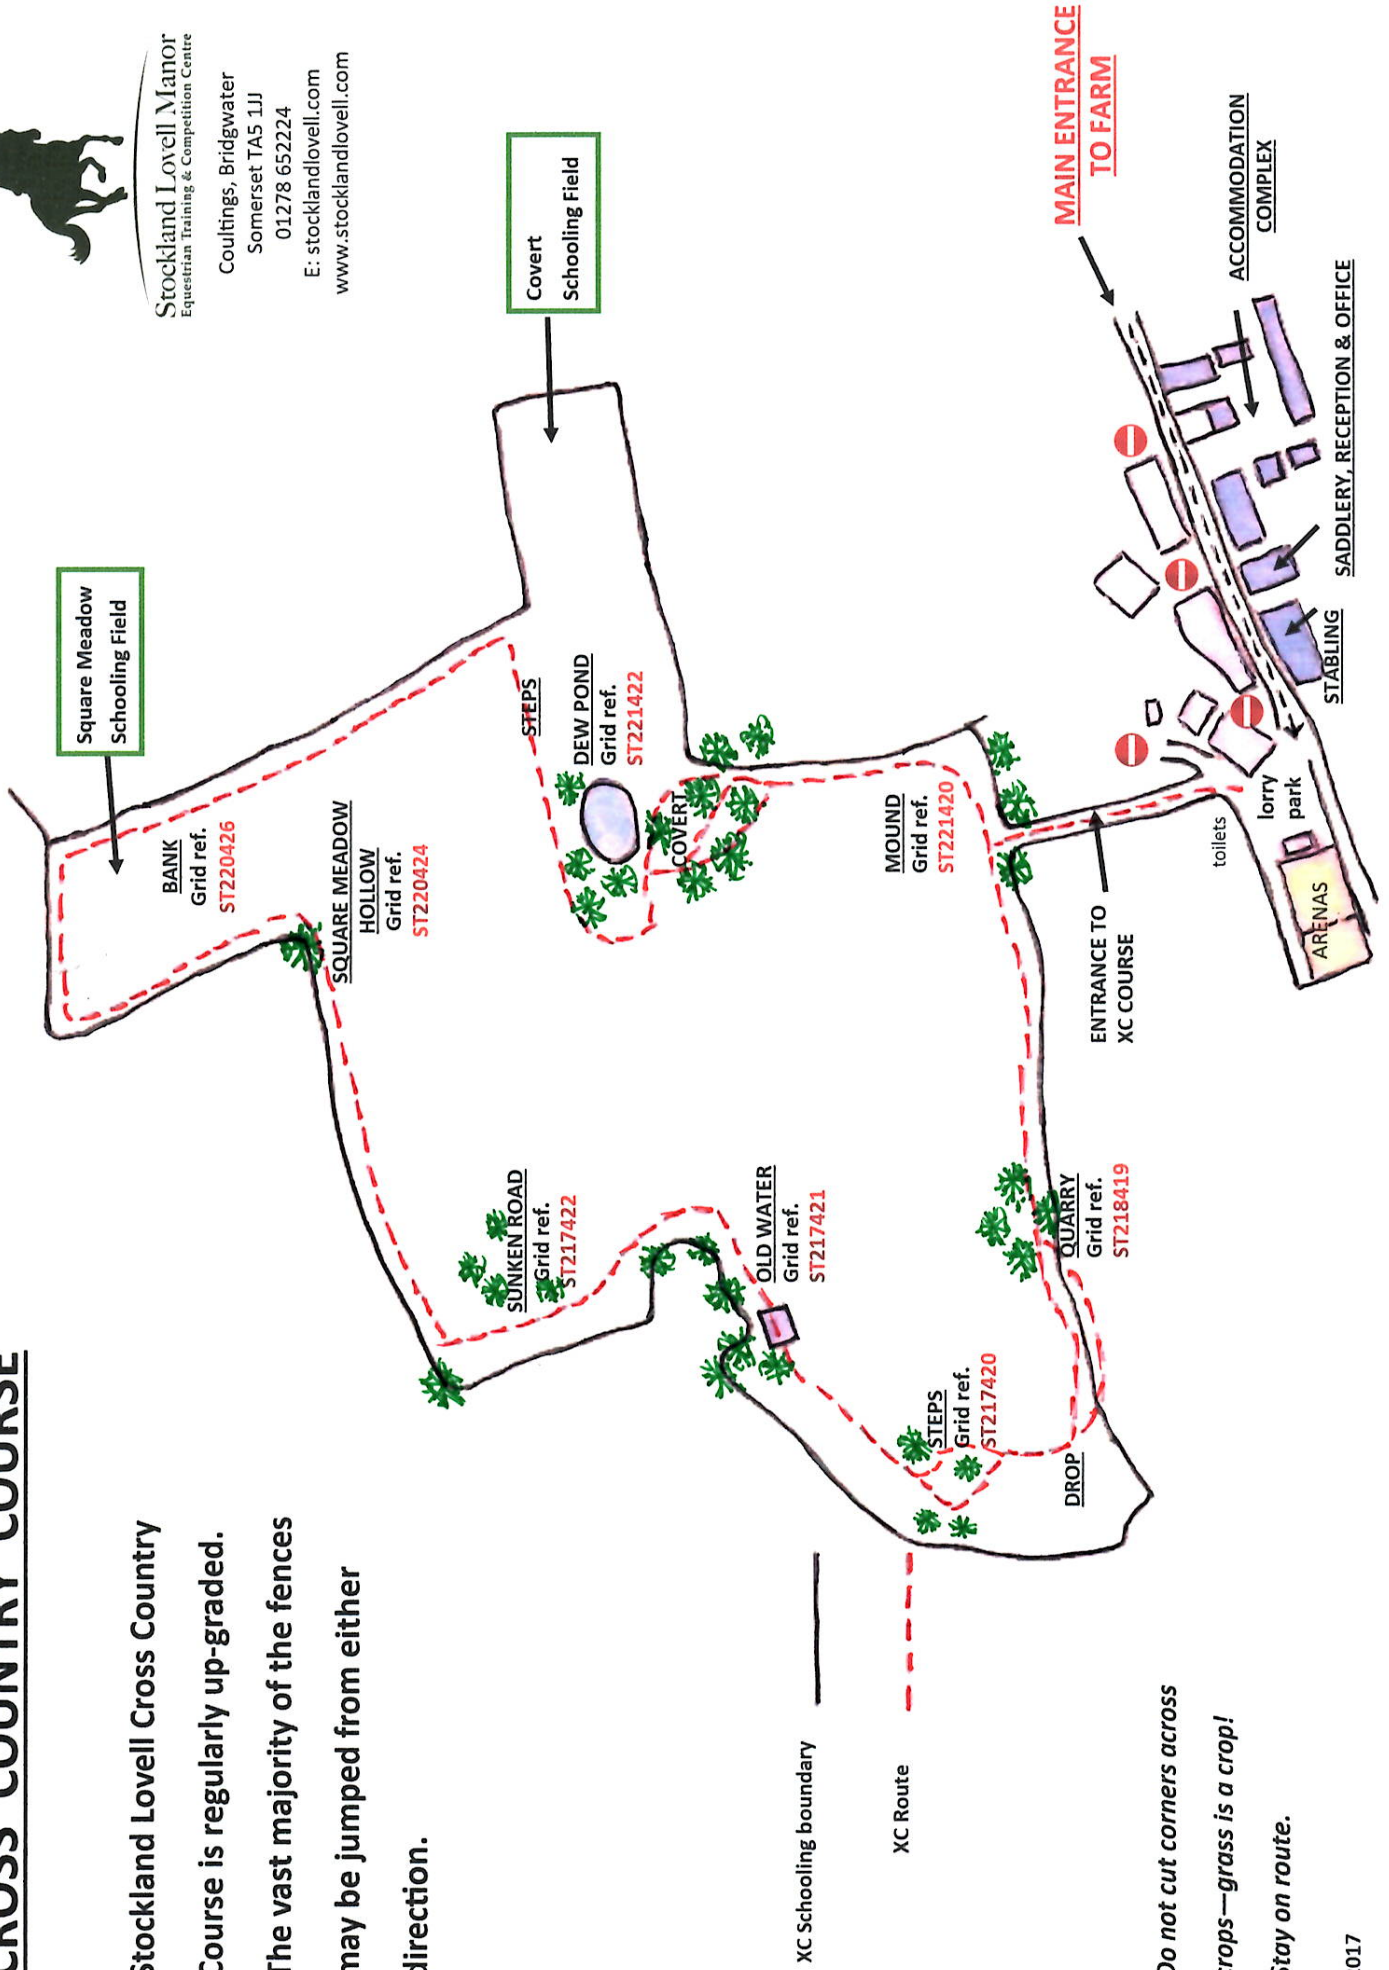 CROSS COUNTRY COURSE
Stockland Lovell Cross Country
Course is regularly up-graded.
The vast majority of the fences
may be jumped from either
direction.
Stockland Lovell Manor
Equestrian Training & Competition Centre
Coultings, Bridgwater
Somerset TA5 1JJ
01278 652224
E: stocklandlovell.com
www.stocklandlovell.com
Square Meadow
Schooling Field
Covert
Schooling Field
BANK
Grid ref.
ST220426
SQUARE MEADOW
HOLLOW
Grid ref.
ST220424
STEPS
DEW POND
Grid ref.
ST221422
COVERT
SUNKEN ROAD
Grid ref.
ST217422
OLD WATER
Grid ref.
ST217421
MOUND
Grid ref.
ST221420
STEPS
Grid ref.
ST217420
DROP
QUARRY
Grid ref.
ST218419
ENTRANCE TO
XC COURSE
toilets
lorry
park
ARENAS
STABLING
SADDLERY, RECEPTION & OFFICE
ACCOMMODATION
COMPLEX
MAIN ENTRANCE
TO FARM
XC Schooling boundary
XC Route
Do not cut corners across
crops—grass is a crop!
Stay on route.
2017